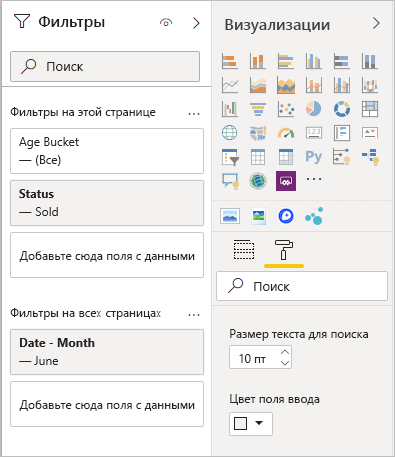 Фильтры
Поиск
Фильтры на этой странице
...
Age Bucket
— (Все)
Status
— Sold
Добавьте сюда поля с данными
Фильтры на всех страницах
...
Date - Month
— June
Добавьте сюда поля с данными
Визуализации
123
R
Py
...
Поиск
Размер текста для поиска
10 пт
Цвет поля ввода